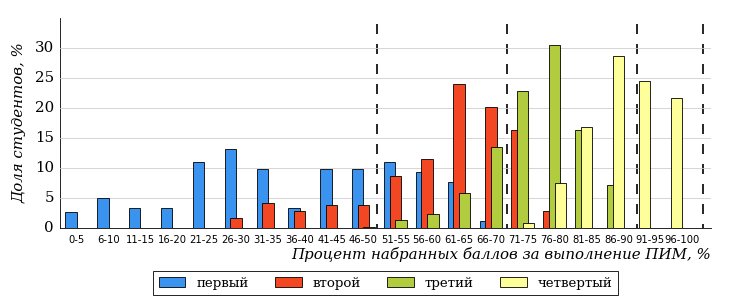 Доля студентов, %
30
25
20
15
10
5
0
0-5 6-10 11-15 16-20 21-25 26-30 31-35 36-40 41-45 46-50 51-55 56-60 61-65 66-70 71-75 76-80 81-85 86-90 91-95 96-100
Процент набранных баллов за выполнение ПИМ, %
первый второй третий четвертый